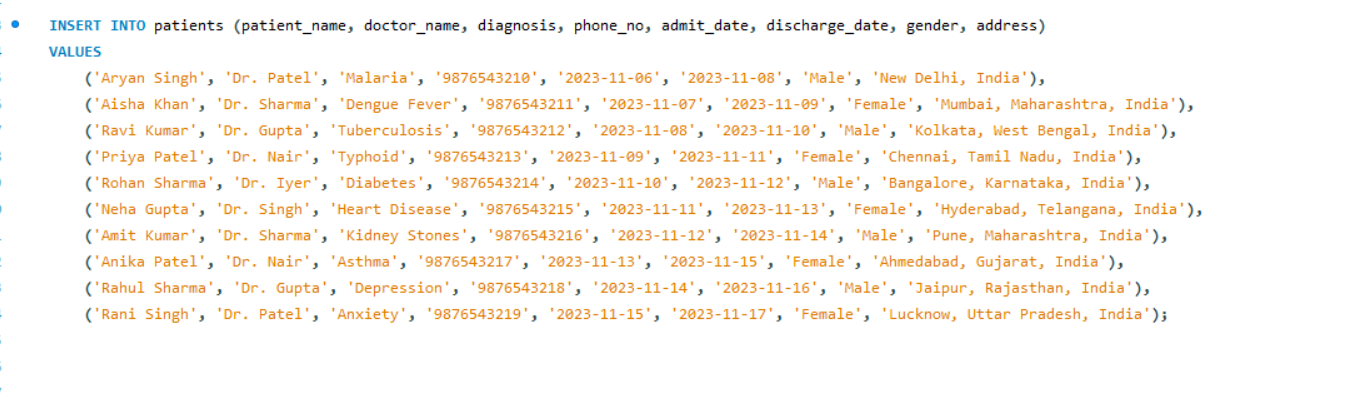 INSERT INTO patients (patient_name, doctor_name, diagnosis, phone_no, admit_date, discharge_date, gender, address)
VALUES
('Aryan Singh', 'Dr. Patel', 'Malaria', '9876543210', '2023-11-06', '2023-11-08', 'Male', 'New Delhi, India'),
('Aisha Khan', 'Dr. Sharma', 'Dengue Fever', '9876543211', '2023-11-07', '2023-11-09', 'Female', 'Mumbai, Maharashtra, India'),
('Ravi Kumar', 'Dr. Gupta', 'Tuberculosis', '9876543212', '2023-11-08', '2023-11-10', 'Male', 'Kolkata, West Bengal, India'),
('Priya Patel', 'Dr. Nair', 'Typhoid', '9876543213', '2023-11-09', '2023-11-11', 'Female', 'Chennai, Tamil Nadu, India'),
('Rohan Sharma', 'Dr. Iyer', 'Diabetes', '9876543214', '2023-11-10', '2023-11-12', 'Male', 'Bangalore, Karnataka, India'),
('Neha Gupta', 'Dr. Singh', 'Heart Disease', '9876543215', '2023-11-11', '2023-11-13', 'Female', 'Hyderabad, Telangana, India'),
('Amit Kumar', 'Dr. Sharma', 'Kidney Stones', '9876543216', '2023-11-12', '2023-11-14', 'Male', 'Pune, Maharashtra, India'),
('Anika Patel', 'Dr. Nair', 'Asthma', '9876543217', '2023-11-13', '2023-11-15', 'Female', 'Ahmedabad, Gujarat, India'),
('Rahul Sharma', 'Dr. Gupta', 'Depression', '9876543218', '2023-11-14', '2023-11-16', 'Male', 'Jaipur, Rajasthan, India'),
('Rani Singh', 'Dr. Patel', 'Anxiety', '9876543219', '2023-11-15', '2023-11-17', 'Female', 'Lucknow, Uttar Pradesh, India');